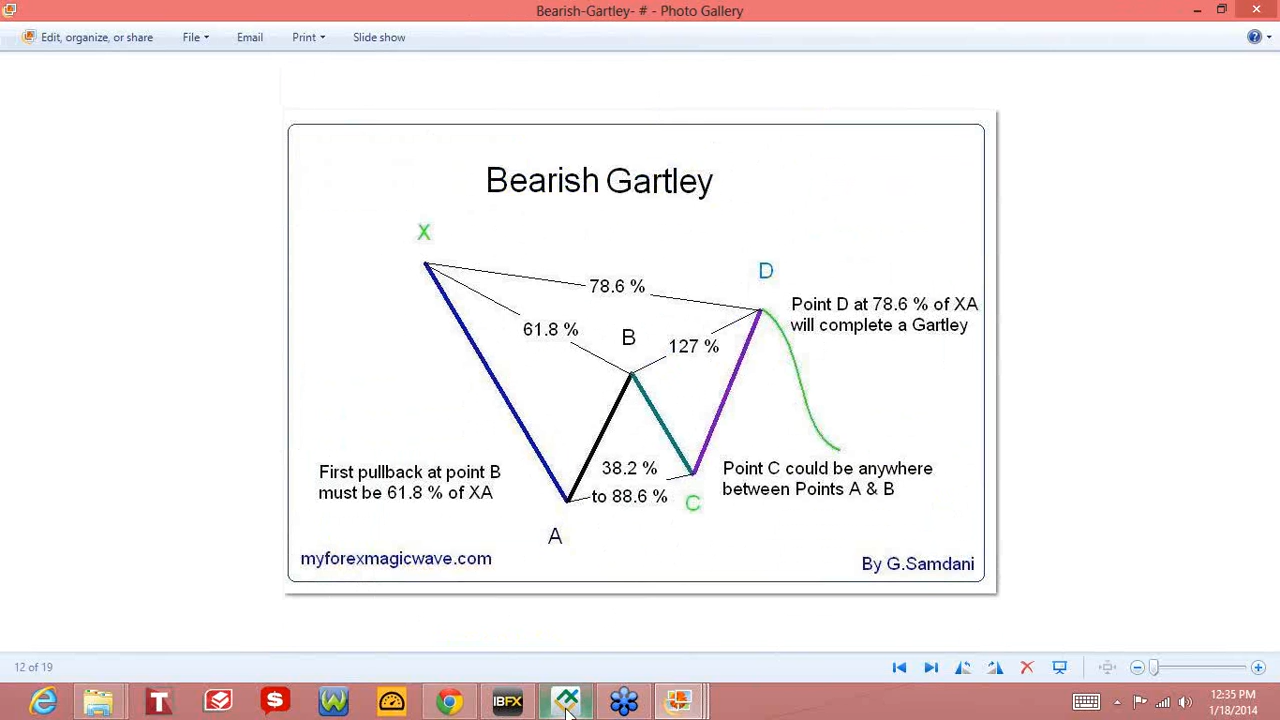 Bearish-Gartley- # - Photo Gallery
Edit, organize, or share
File
Email
Print
Slide show
Bearish Gartley
X
D
78.6 %
Point D at 78.6 % of XA
will complete a Gartley
61.8 %
B
127 %
First pullback at point B
must be 61.8 % of XA
38.2 %
to 88.6 %
C
Point C could be anywhere
between Points A & B
A
myforexmagicwave.com
By G.Samdani
12 of 19
T
S
W
IBFX
12:35 PM
1/18/2014